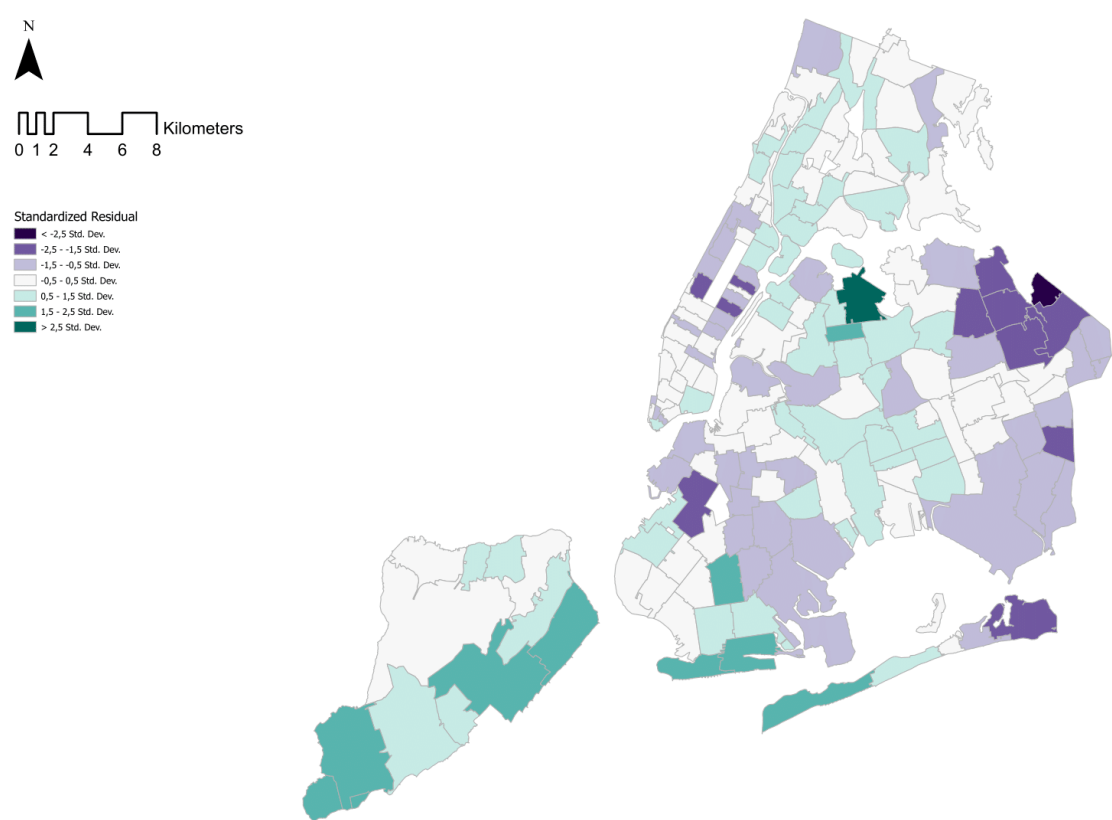 N
Kilometers
0 1 2 4 6 8
Standardized Residual
< -2,5 Std. Dev.
-2,5 - -1,5 Std. Dev.
-1,5 - -0,5 Std. Dev.
-0,5 - 0,5 Std. Dev.
0,5 - 1,5 Std. Dev.
1,5 - 2,5 Std. Dev.
> 2,5 Std. Dev.